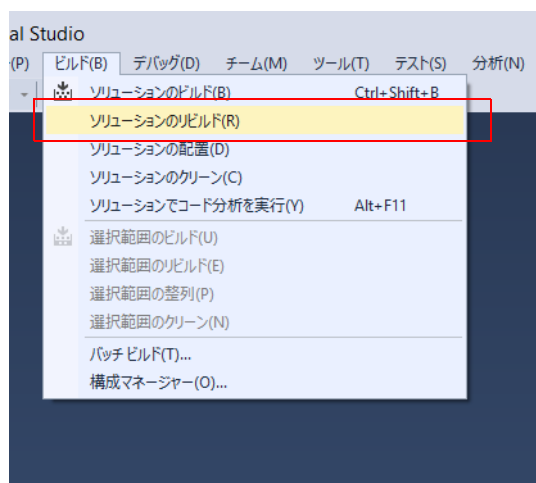 al Studio
(P) ビルド(B) デバッグ(D) チーム(M) ツール(T) テスト(S) 分析(N)
ソリューションのビルド(B) Ctrl+Shift+B
ソリューションのリビルド(R)
ソリューションの配置(D)
ソリューションのクリーン(C)
ソリューションでコード分析を実行(Y) Alt+F11
選択範囲のビルド(U)
選択範囲のリビルド(E)
選択範囲の整列(P)
選択範囲のクリーン(N)
バッチ ビルド(T)...
構成マネージャー(O)...